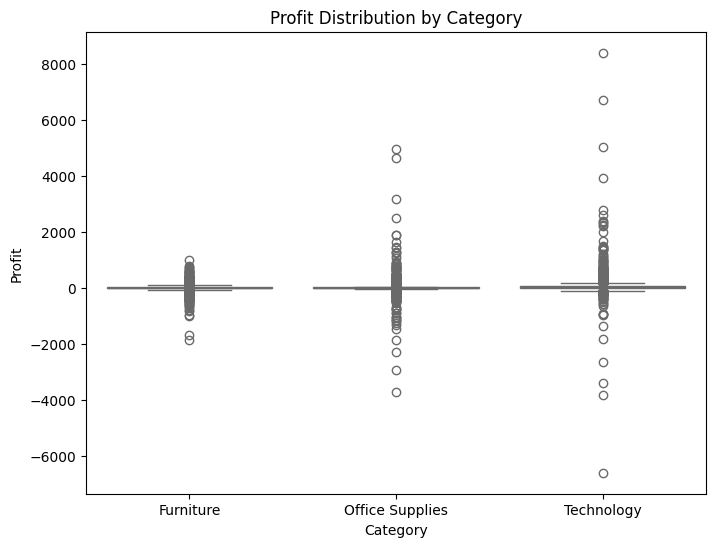 Profit Distribution by Category
Profit
8000
6000
4000
2000
0
−2000
−4000
−6000
Furniture
Office Supplies
Technology
Category